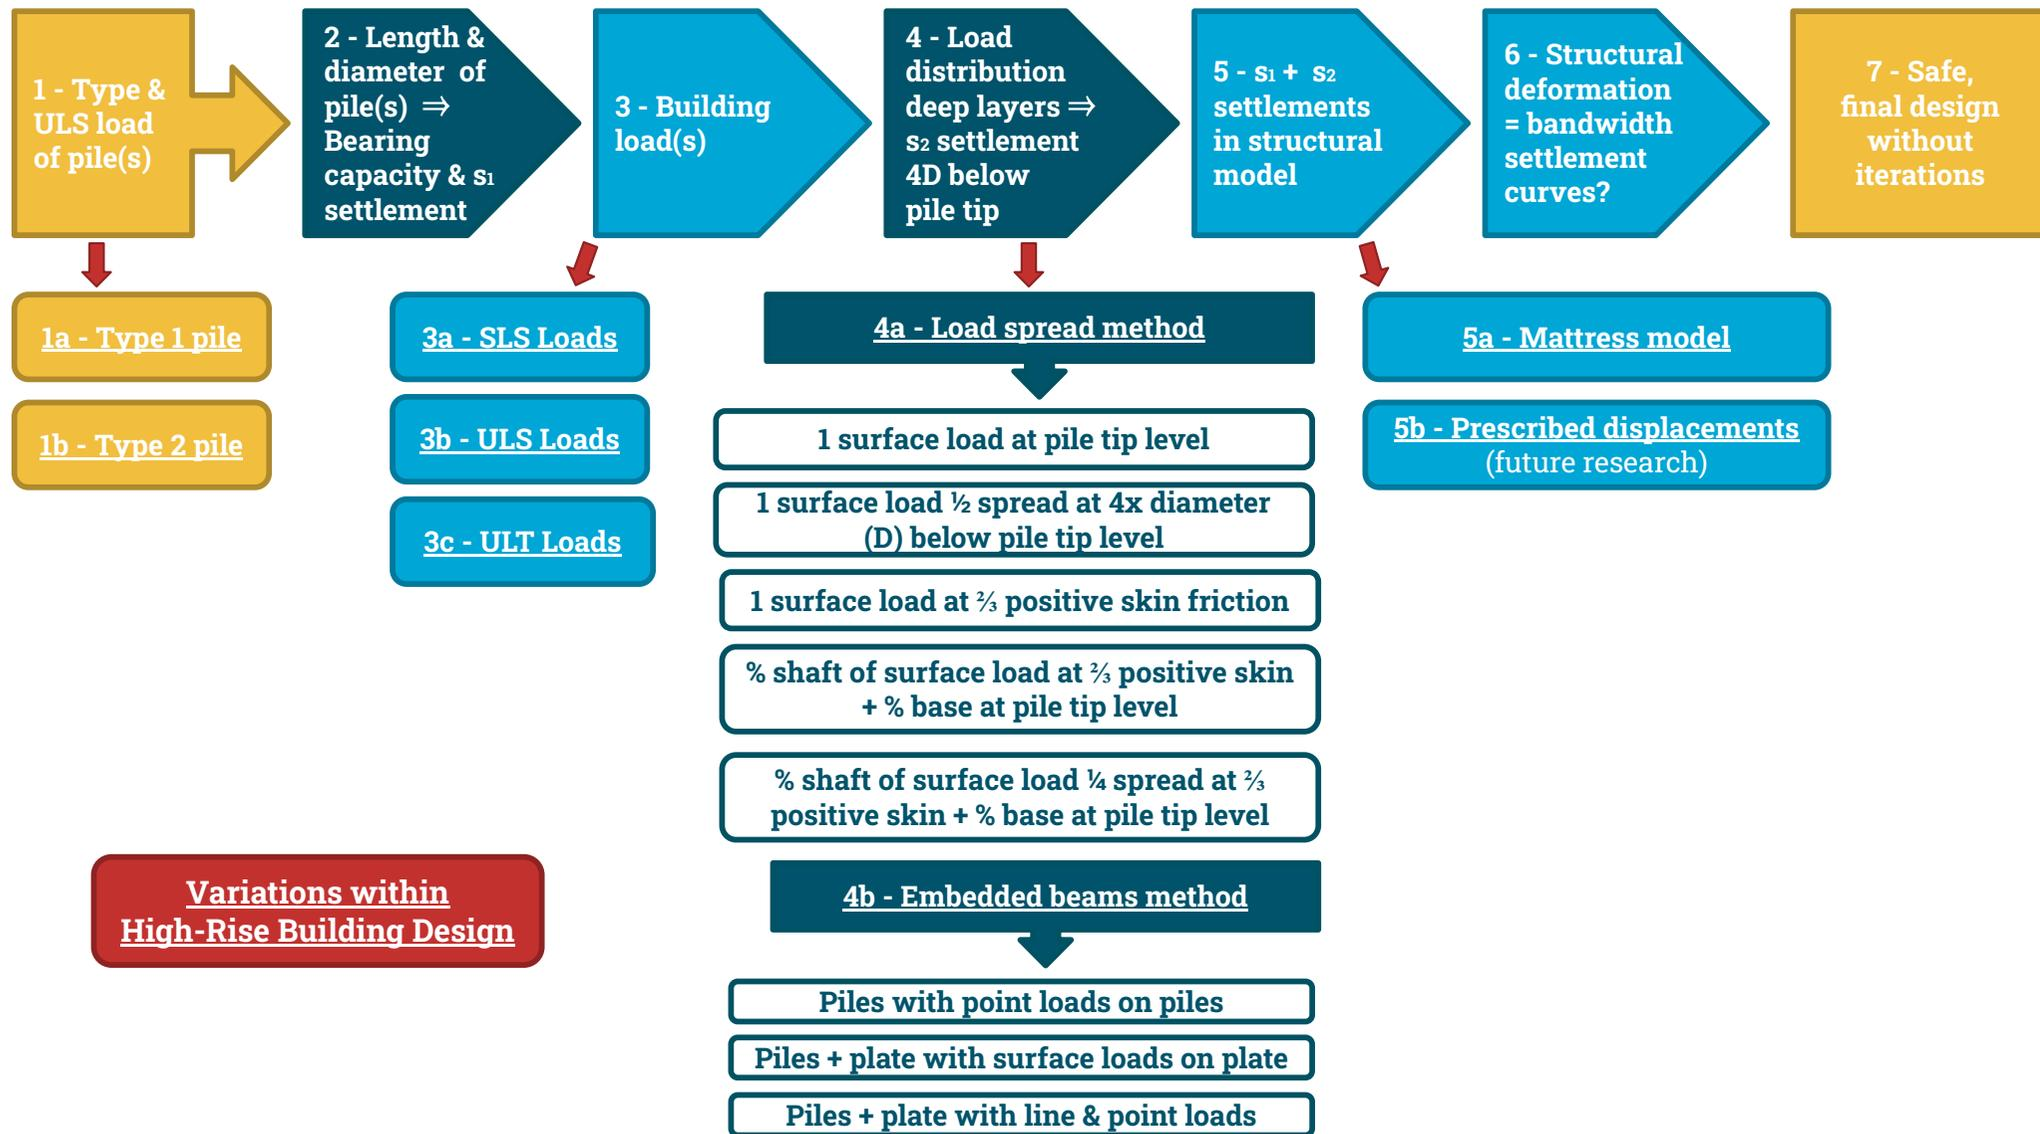 1 - Type &
ULS load
of pile(s)
2 - Length &
diameter of
pile(s) ⇒
Bearing
capacity & s₁
settlement
3 - Building
load(s)
4 - Load
distribution
deep layers ⇒
s₂ settlement
4D below
pile tip
5 - s₁ + s₂
settlements
in structural
model
6 - Structural
deformation
= bandwidth
settlement
curves?
7 - Safe,
final design
without
iterations
1a - Type 1 pile
1b - Type 2 pile
3a - SLS Loads
3b - ULS Loads
3c - ULT Loads
4a - Load spread method
1 surface load at pile tip level
1 surface load ½ spread at 4x diameter
(D) below pile tip level
1 surface load at ⅔ positive skin friction
% shaft of surface load at ⅔ positive skin
+ % base at pile tip level
% shaft of surface load ¼ spread at ⅔
positive skin + % base at pile tip level
4b - Embedded beams method
Piles with point loads on piles
Piles + plate with surface loads on plate
Piles + plate with line & point loads
5a - Mattress model
5b - Prescribed displacements
(future research)
Variations within
High-Rise Building Design